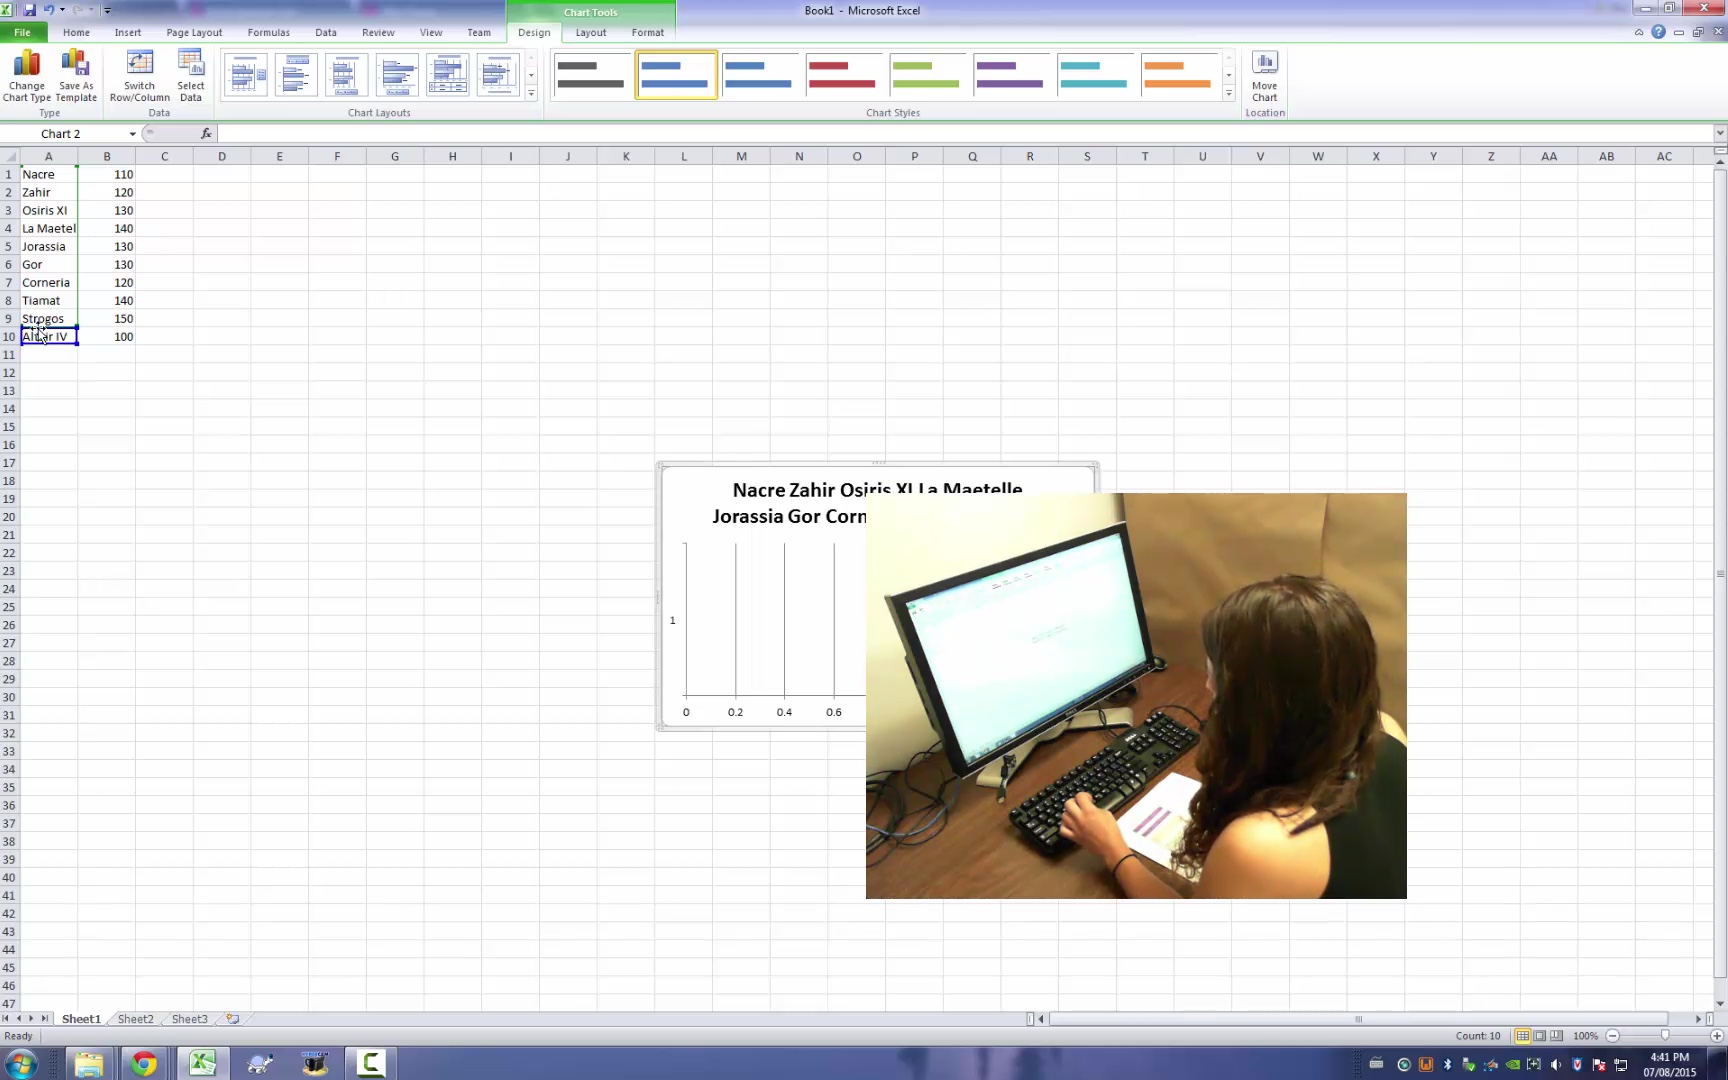 Chart Tools
Book1 - Microsoft Excel
File Home Insert Page Layout Formulas Data Review View Team Design Layout Format
Change Chart Type
Save As Template
Switch Row/Column
Select Data
Move Chart
Type Data Chart Layouts Chart Styles Location
Chart 2 fx
A B C D E F G H I J K L M N O P Q R S T U V W X Y Z AA AB AC
1 Nacre 110
2 Zahir 120
3 Osiris XI 130
4 La Maetel 140
5 Jorassia 130
6 Gor 130
7 Corneria 120
8 Tiamat 140
9 Strogos 150
10 Altair IV 100
11
12
13
14
15
16
17
18
19
20
21
22
23
24
25
26
27
28
29
30
31
32
33
34
35
36
37
38
39
40
41
42
43
44
45
46
47
Nacre Zahir Osiris XI La Maetelle
Jorassia Gor Corn
1
0 0.2 0.4 0.6
Sheet1 Sheet2 Sheet3
Ready Count: 10 100%
4:41 PM
07/08/2015